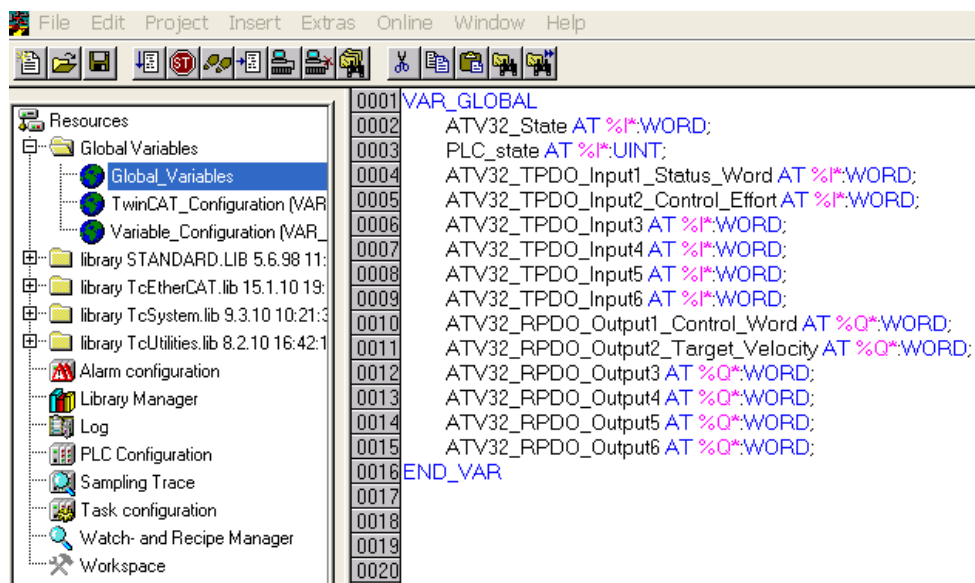 File Edit Project Insert Extras Online Window Help
STOP
Resources
Global Variables
Global_Variables
TwinCAT_Configuration (VAR
Variable_Configuration (VAR_
library STANDARD.LIB 5.6.98 11:
library TcEtherCAT.lib 15.1.10 19:
library TcSystem.lib 9.3.10 10:21:3
library TcUtilities.lib 8.2.10 16:42:1
Alarm configuration
Library Manager
Log
PLC Configuration
Sampling Trace
Task configuration
Watch- and Recipe Manager
Workspace
0001 VAR_GLOBAL
0002 ATV32_State AT %I*:WORD;
0003 PLC_state AT %I*:UINT;
0004 ATV32_TPDO_Input1_Status_Word AT %I*:WORD;
0005 ATV32_TPDO_Input2_Control_Effort AT %I*:WORD;
0006 ATV32_TPDO_Input3 AT %I*:WORD;
0007 ATV32_TPDO_Input4 AT %I*:WORD;
0008 ATV32_TPDO_Input5 AT %I*:WORD;
0009 ATV32_TPDO_Input6 AT %I*:WORD;
0010 ATV32_RPDO_Output1_Control_Word AT %Q*:WORD;
0011 ATV32_RPDO_Output2_Target_Velocity AT %Q*:WORD;
0012 ATV32_RPDO_Output3 AT %Q*:WORD;
0013 ATV32_RPDO_Output4 AT %Q*:WORD;
0014 ATV32_RPDO_Output5 AT %Q*:WORD;
0015 ATV32_RPDO_Output6 AT %Q*:WORD;
0016 END_VAR
0017
0018
0019
0020